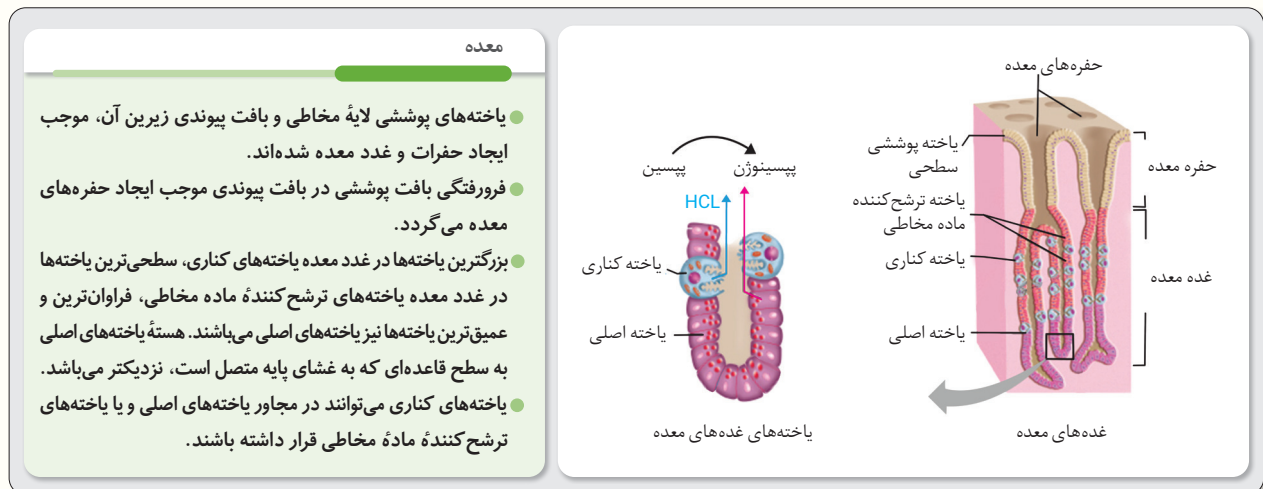 معده
یاخته‌های پوششی لایهٔ مخاطی و بافت پیوندی زیرین آن، موجب
ایجاد حفرات و غدد معده شده‌اند.
فرورفتگی بافت پوششی در بافت پیوندی موجب ایجاد حفره‌های
معده می‌گردد.
بزرگترین یاخته‌ها در غدد معده یاخته‌های کناری، سطحی‌ترین یاخته‌ها
در غدد معده یاخته‌های ترشح‌کنندهٔ ماده مخاطی، فراوان‌ترین و
عمیق‌ترین یاخته‌ها نیز یاخته‌های اصلی می‌باشند. هستهٔ یاخته‌های اصلی
به سطح قاعده‌ای که به غشای پایه متصل است، نزدیکتر می‌باشد.
یاخته‌های کناری می‌توانند در مجاور یاخته‌های اصلی و یا یاخته‌های
ترشح‌کنندهٔ مادهٔ مخاطی قرار داشته باشند.
حفره‌های معده
یاخته پوششی
سطحی
یاخته ترشح‌کننده
ماده مخاطی
یاخته کناری
یاخته اصلی
حفره معده
غده معده
غده‌های معده
پپسینوژن
پپسین
HCL
یاخته کناری
یاخته اصلی
یاخته‌های غده‌های معده